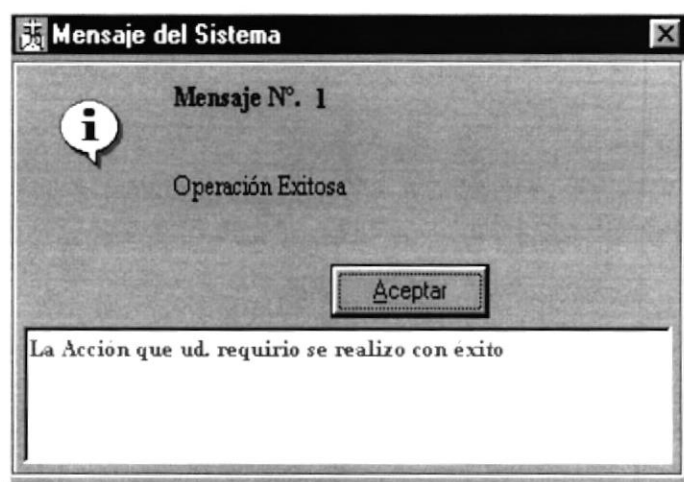 Mensaje del Sistema
Mensaje N°. 1
Operación Exitosa
Aceptar
La Acción que ud. requirio se realizo con éxito